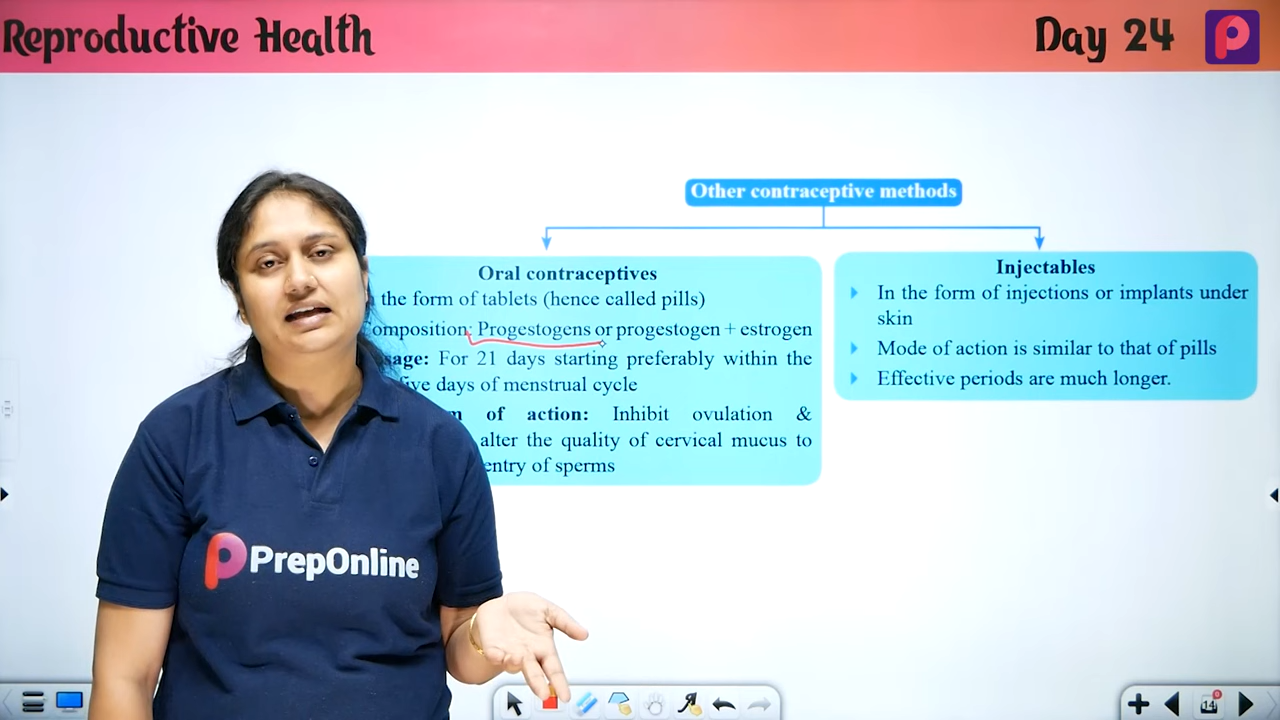 Reproductive Health
Day 24
Other contraceptive methods
Oral contraceptives
the form of tablets (hence called pills)
omposition: Progestogens or progestogen + estrogen
sage: For 21 days starting preferably within the
five days of menstrual cycle
of action: Inhibit ovulation &
alter the quality of cervical mucus to
entry of sperms
Injectables
In the form of injections or implants under
skin
Mode of action is similar to that of pills
Effective periods are much longer.
PrepOnline
14